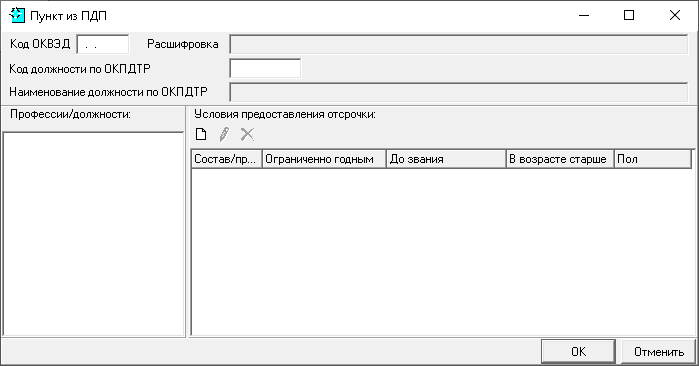 Пункт из ПДП
Код ОКВЭД . . Расшифровка
Код должности по ОКПДТР
Наименование должности по ОКПДТР
Профессии/должности:
Условия предоставления отсрочки:
Состав/пр... Ограниченно годным До звания В возрасте старше Пол
OK Отменить